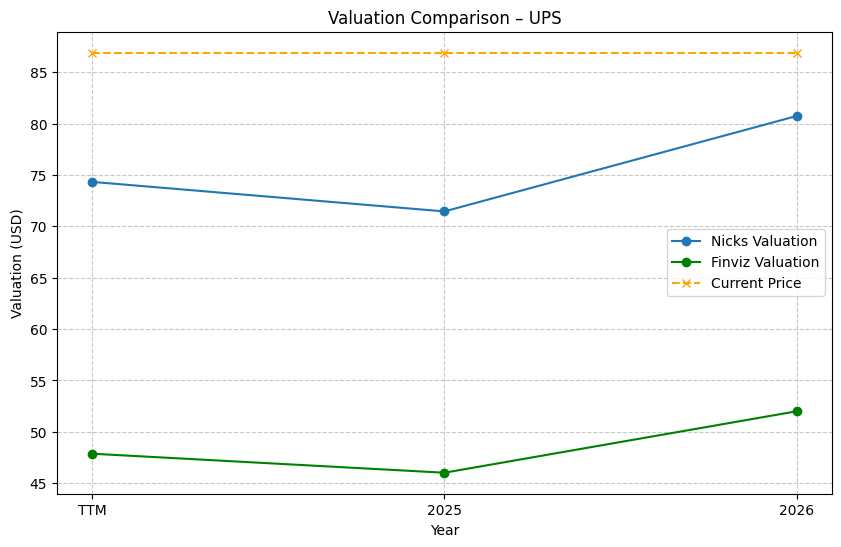 Valuation Comparison – UPS
Valuation (USD)
85
80
75
70
65
60
55
50
45
Nicks Valuation
Finviz Valuation
Current Price
TTM
2025
2026
Year